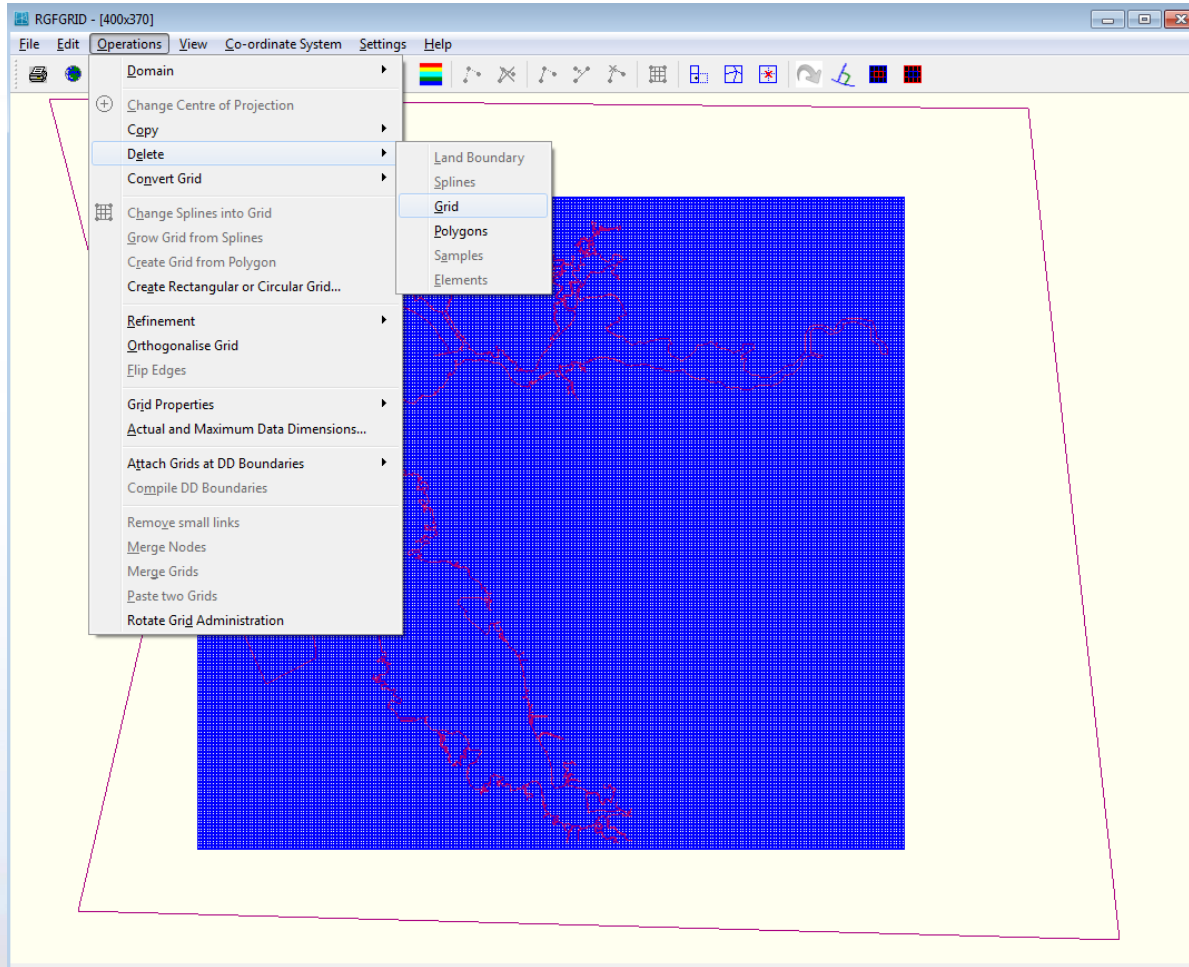 RGFGRID - [400x370]
File Edit Operations View Co-ordinate System Settings Help
Domain
Change Centre of Projection
Copy
Delete
Convert Grid
Change Splines into Grid
Grow Grid from Splines
Create Grid from Polygon
Create Rectangular or Circular Grid...
Refinement
Orthogonalise Grid
Flip Edges
Grid Properties
Actual and Maximum Data Dimensions...
Attach Grids at DD Boundaries
Compile DD Boundaries
Remove small links
Merge Nodes
Merge Grids
Paste two Grids
Rotate Grid Administration
Land Boundary
Splines
Grid
Polygons
Samples
Elements